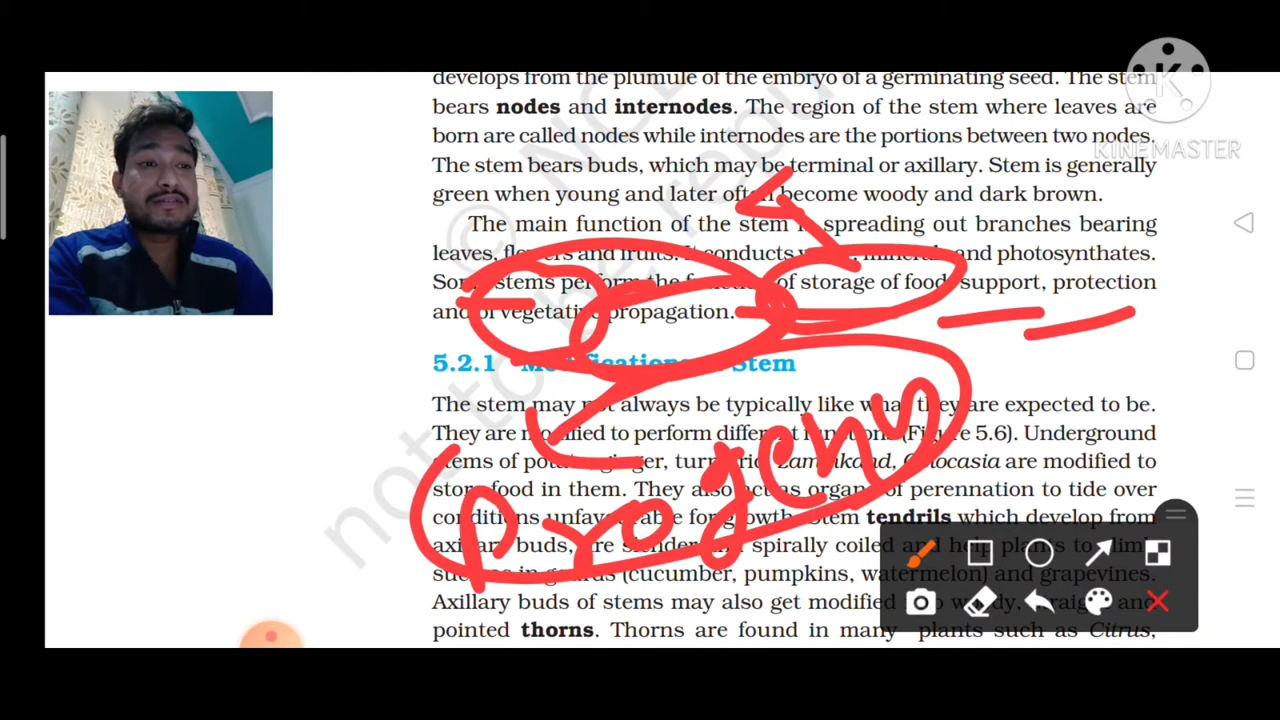 develops from the plumule of the embryo of a germinating seed. The stem
bears nodes and internodes. The region of the stem where leaves are
born are called nodes while internodes are the portions between two nodes.
The stem bears buds, which may be terminal or axillary. Stem is generally
green when young and later often become woody and dark brown.
The main function of the stem is spreading out branches bearing
leaves, flowers and fruits. It conducts water, minerals and photosynthates.
Some stems perform the function of storage of food, support, protection
and of vegetative propagation.
5.2.1 Modifications of Stem
The stem may not always be typically like what they are expected to be.
They are modified to perform different functions (Figure 5.6). Underground
stems of potato, ginger, turmeric, Zaminkand, Colocasia are modified to
store food in them. They also act as organs of perennation to tide over
conditions unfavourable for growth. Stem tendrils which develop from
axillary buds, are slender and spirally coiled and help plants to climb
such as in gourds (cucumber, pumpkins, watermelon) and grapevines.
Axillary buds of stems may also get modified into woody, straight and
pointed thorns. Thorns are found in many plants such as Citrus,
Progeny
KINEMASTER
not to be repu